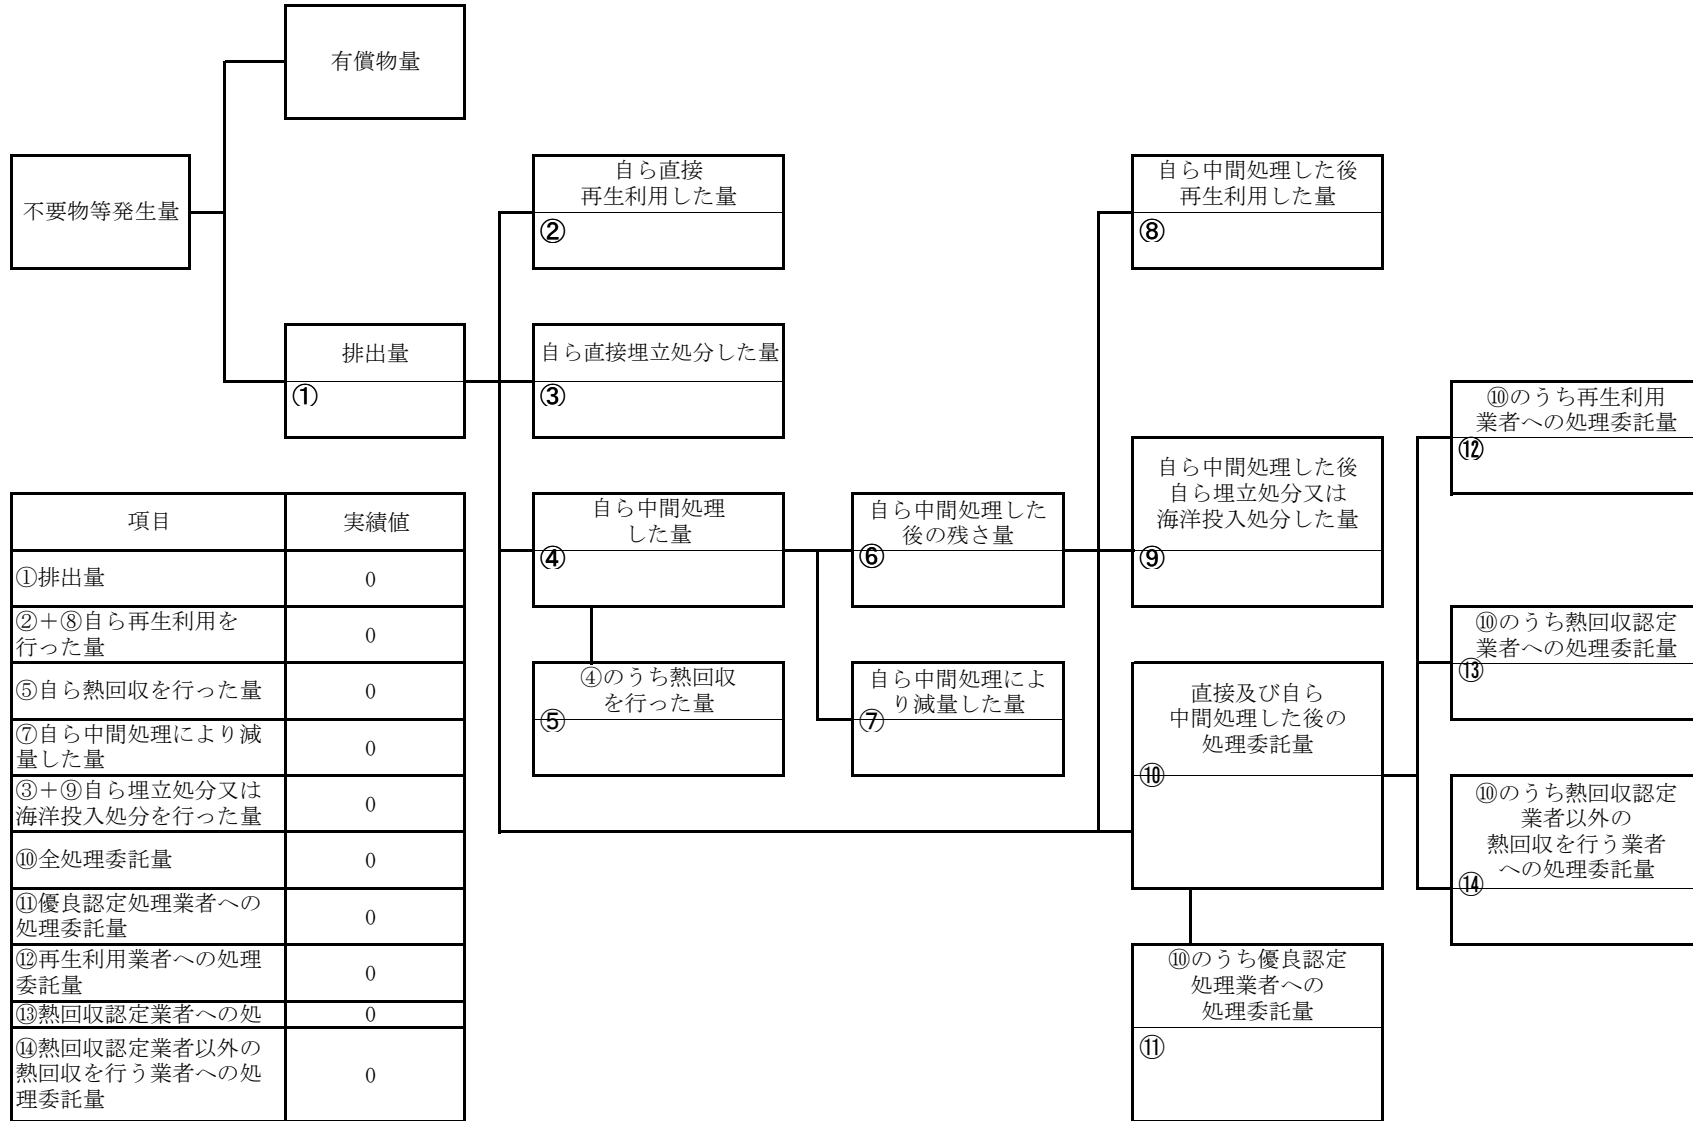 有償物量
不要物等発生量
自ら直接
再生利用した量
②
自ら中間処理した後
再生利用した量
⑧
排出量
①
自ら直接埋立処分した量
③
⑩のうち再生利用
業者への処理委託量
⑫
自ら中間処理した後
自ら埋立処分又は
海洋投入処分した量
⑨
自ら中間処理
した量
④
自ら中間処理した
後の残さ量
⑥
⑩のうち熱回収認定
業者への処理委託量
⑬
④のうち熱回収
を行った量
⑤
自ら中間処理によ
り減量した量
⑦
直接及び自ら
中間処理した後の
処理委託量
⑩
⑩のうち熱回収認定
業者以外の
熱回収を行う業者
への処理委託量
⑭
⑩のうち優良認定
処理業者への
処理委託量
⑪
項目 実績値
①排出量 0
②+⑧自ら再生利用を
行った量 0
⑤自ら熱回収を行った量 0
⑦自ら中間処理により減
量した量 0
③+⑨自ら埋立処分又は
海洋投入処分を行った量 0
⑩全処理委託量 0
⑪優良認定処理業者への
処理委託量 0
⑫再生利用業者への処理
委託量 0
⑬熱回収認定業者への処 0
⑭熱回収認定業者以外の
熱回収を行う業者への処
理委託量 0